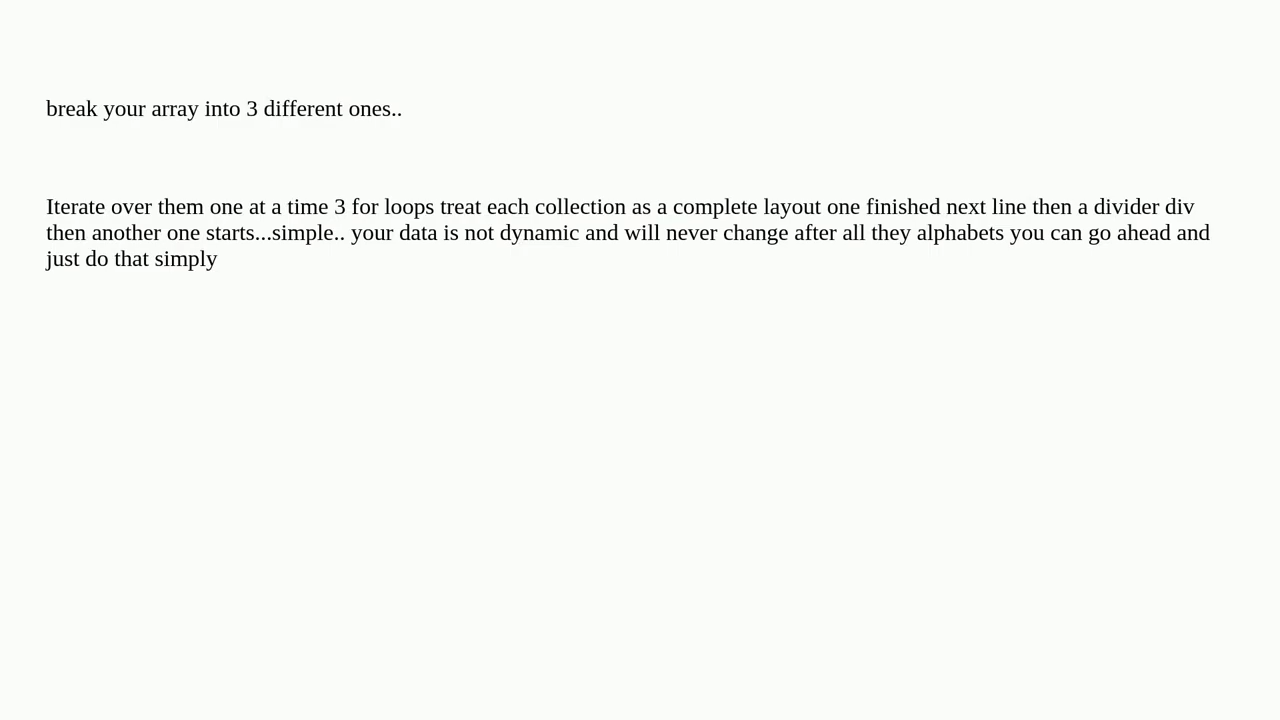 break your array into 3 different ones..
Iterate over them one at a time 3 for loops treat each collection as a complete layout one finished next line then a divider div
then another one starts...simple.. your data is not dynamic and will never change after all they alphabets you can go ahead and
just do that simply